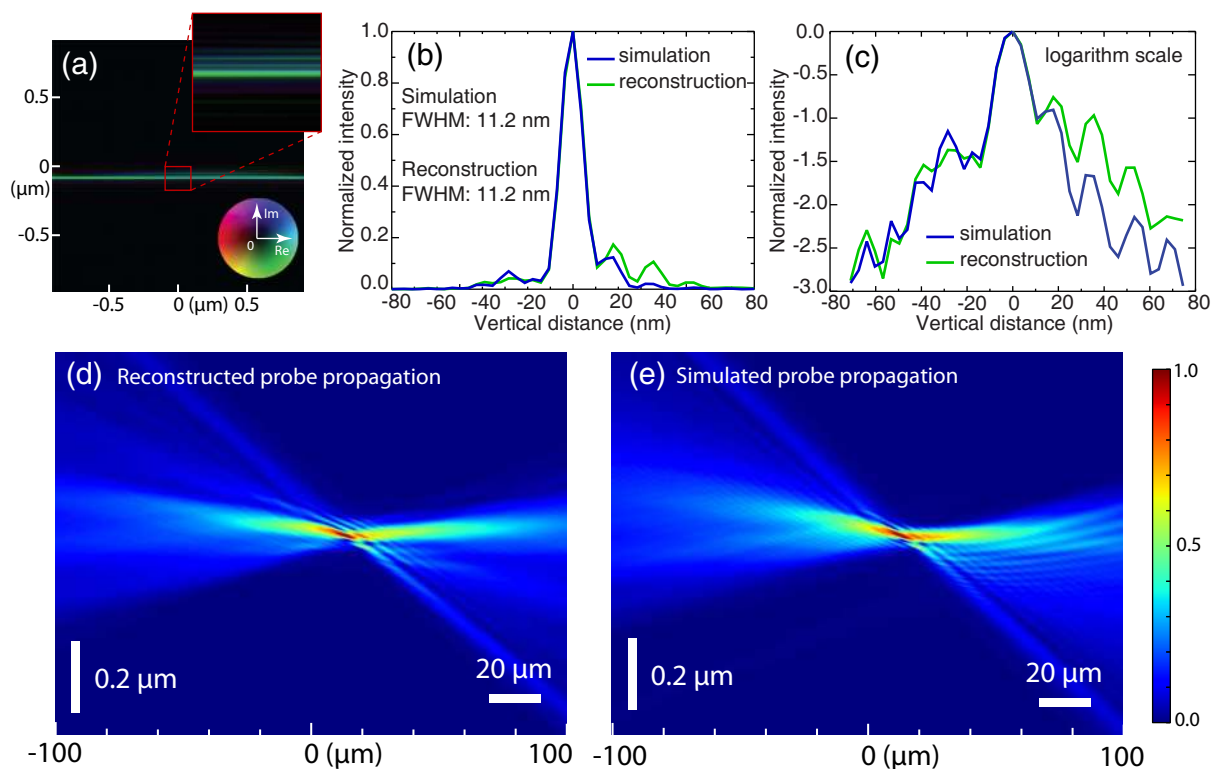 (a)
0.5
0
(µm)
-0.5
-0.5
0 (µm)
0.5
Im
0
Re
(b)
simulation
reconstruction
Simulation
FWHM: 11.2 nm
Reconstruction
FWHM: 11.2 nm
Normalized intensity
1.0
0.8
0.6
0.4
0.2
0.0
-80 -60 -40 -20 0 20 40 60 80
Vertical distance (nm)
(c)
logarithm scale
simulation
reconstruction
Normalized intensity
0.0
-0.5
-1.0
-1.5
-2.0
-2.5
-3.0
-80 -60 -40 -20 0 20 40 60 80
Vertical distance (nm)
(d) Reconstructed probe propagation
0.2 µm
20 µm
-100 0 (µm) 100
(e) Simulated probe propagation
0.2 µm
20 µm
-100 0 (µm) 100
1.0
0.5
0.0